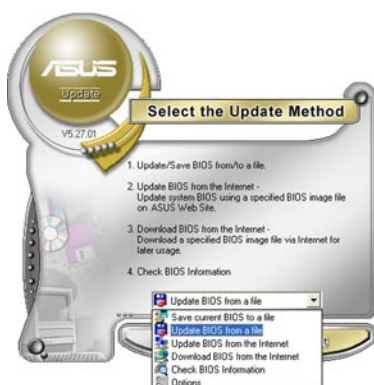 ASUS
Update
V5.27.01
Select the Update Method
1. Update/Save BIOS from/to a file.
2. Update BIOS from the Internet -
Update system BIOS using a specified BIOS image file
on ASUS Web Site.
3. Download BIOS from the Internet -
Download a specified BIOS image file via Internet for
later usage.
4. Check BIOS Information
Update BIOS from a file
Save current BIOS to a file
Update BIOS from a file
Update BIOS from the Internet
Download BIOS from the Internet
Check BIOS Information
Options